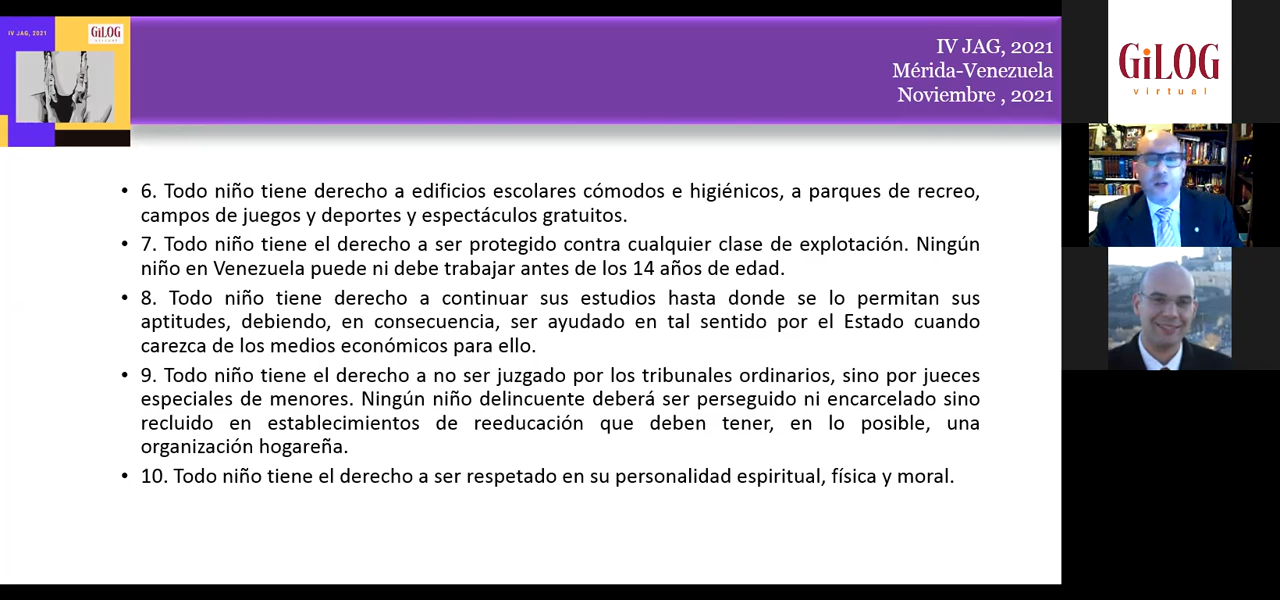 IV JAG, 2021
GiLOG
IV JAG, 2021
Mérida-Venezuela
Noviembre , 2021
• 6. Todo niño tiene derecho a edificios escolares cómodos e higiénicos, a parques de recreo,
campos de juegos y deportes y espectáculos gratuitos.
• 7. Todo niño tiene el derecho a ser protegido contra cualquier clase de explotación. Ningún
niño en Venezuela puede ni debe trabajar antes de los 14 años de edad.
• 8. Todo niño tiene derecho a continuar sus estudios hasta donde se lo permitan sus
aptitudes, debiendo, en consecuencia, ser ayudado en tal sentido por el Estado cuando
carezca de los medios económicos para ello.
• 9. Todo niño tiene el derecho a no ser juzgado por los tribunales ordinarios, sino por jueces
especiales de menores. Ningún niño delincuente deberá ser perseguido ni encarcelado sino
recluido en establecimientos de reeducación que deben tener, en lo posible, una
organización hogareña.
• 10. Todo niño tiene el derecho a ser respetado en su personalidad espiritual, física y moral.
GiLOG
virtual